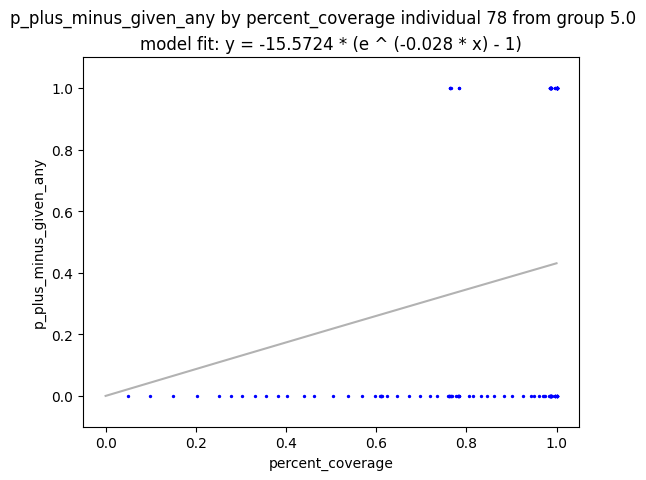 p_plus_minus_given_any by percent_coverage individual 78 from group 5.0
model fit: y = -15.5724 * (e ^ (-0.028 * x) - 1)
1.0
0.8
0.6
0.4
0.2
0.0
p_plus_minus_given_any
0.0 0.2 0.4 0.6 0.8 1.0
percent_coverage